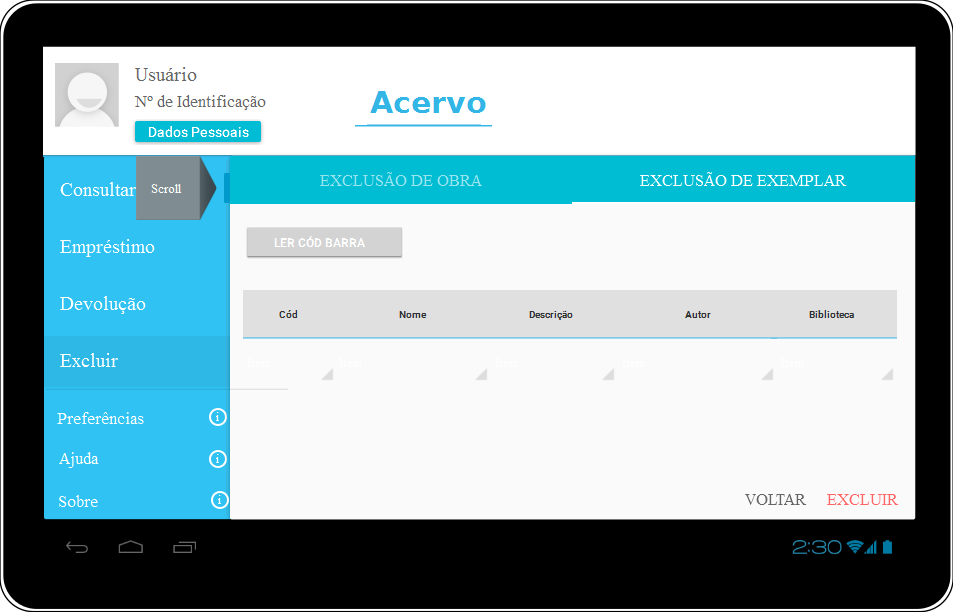 Usuário
Nº de Identificação
Dados Pessoais
Acervo
Consultar
Scroll
EXCLUSÃO DE OBRA
EXCLUSÃO DE EXEMPLAR
Empréstimo
LER CÓD BARRA
Devolução
Cód Nome Descrição Autor Biblioteca
Excluir
Preferências
Ajuda
Sobre
VOLTAR EXCLUIR
2:30